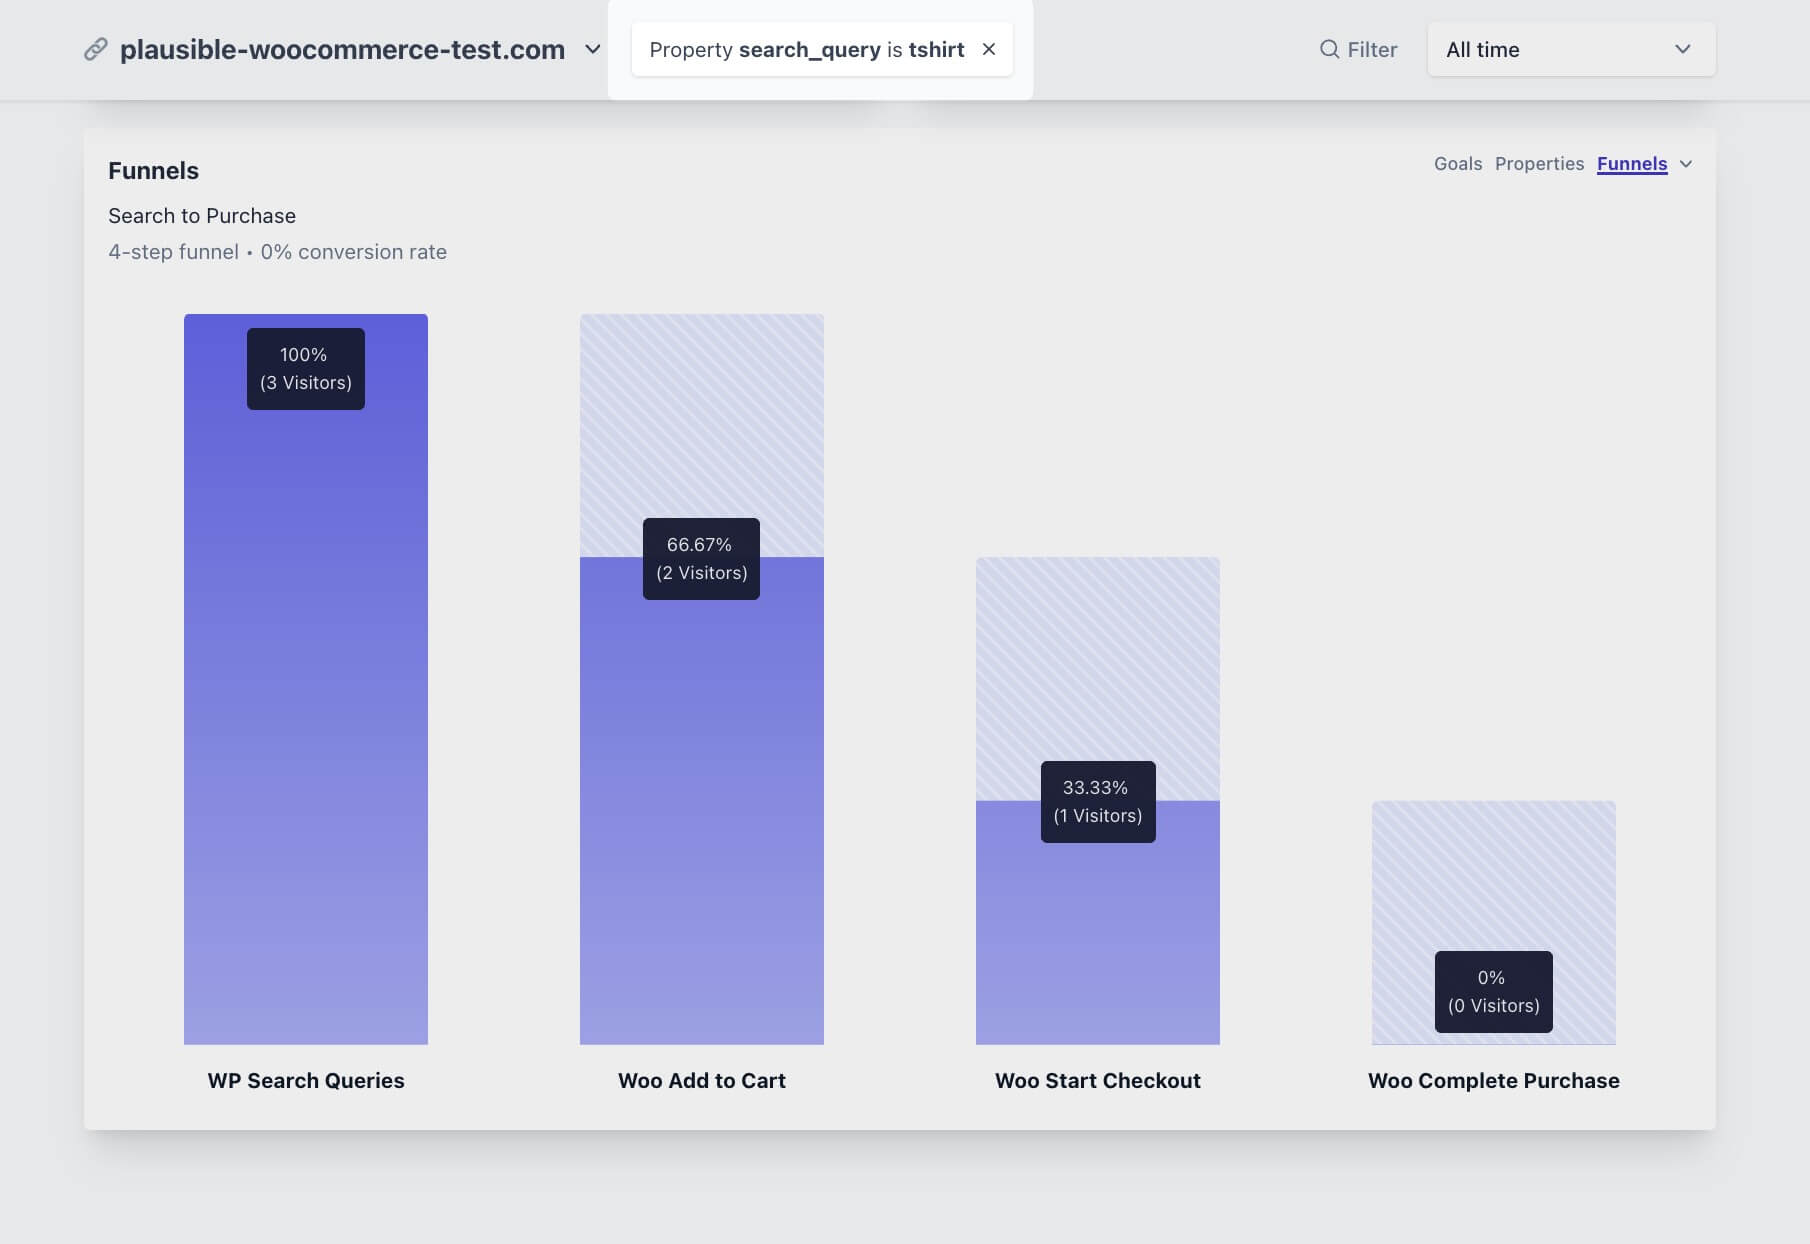 plausible-woocommerce-test.com
Property search_query is tshirt
Filter
All time
Funnels
Goals Properties Funnels
Search to Purchase
4-step funnel • 0% conversion rate
100%
(3 Visitors)
66.67%
(2 Visitors)
33.33%
(1 Visitors)
0%
(0 Visitors)
WP Search Queries
Woo Add to Cart
Woo Start Checkout
Woo Complete Purchase